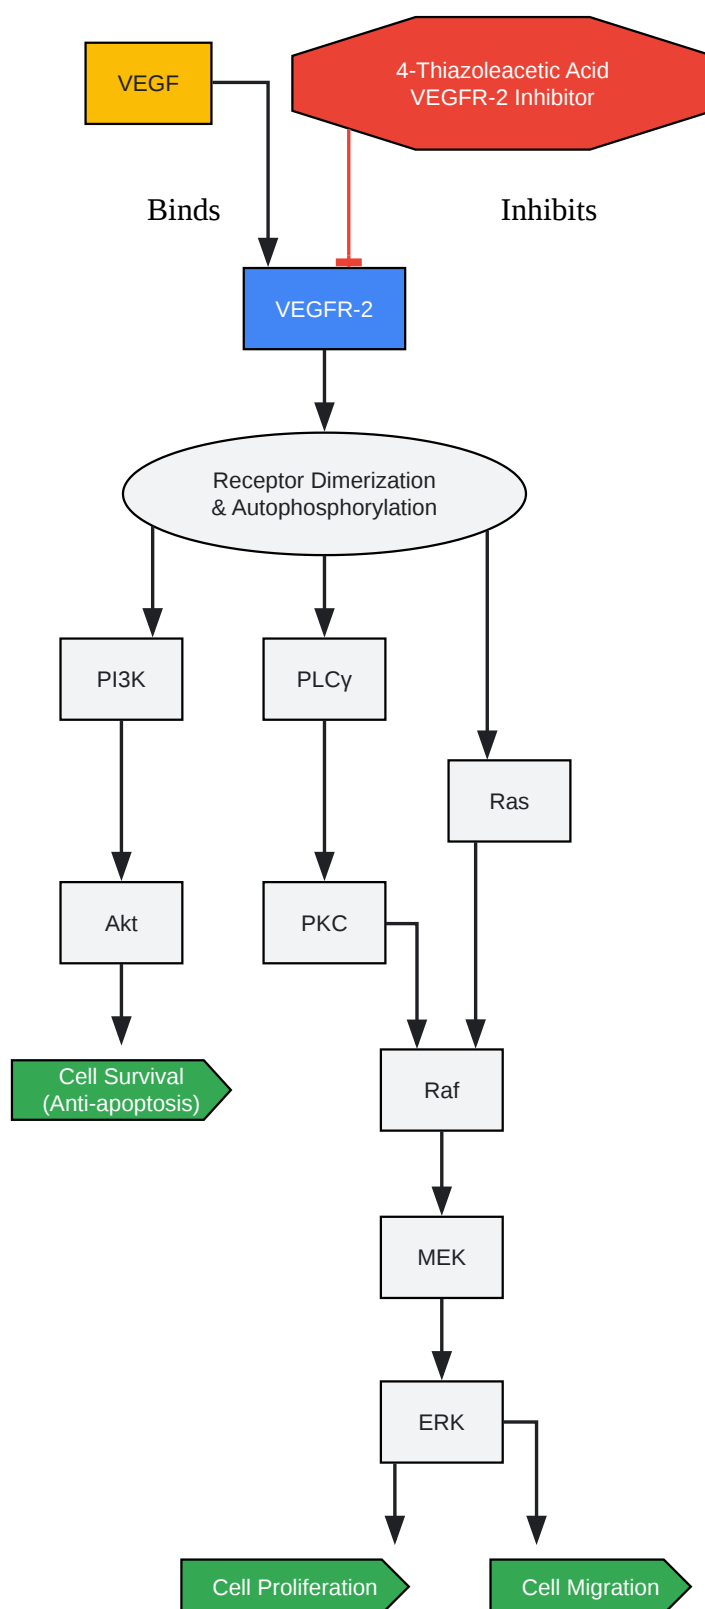 VEGF
4-Thiazoleacetic Acid
VEGFR-2 Inhibitor
Binds
Inhibits
VEGFR-2
Receptor Dimerization
& Autophosphorylation
PI3K
PLCγ
Ras
Akt
PKC
Cell Survival
(Anti-apoptosis)
Raf
MEK
ERK
Cell Proliferation
Cell Migration